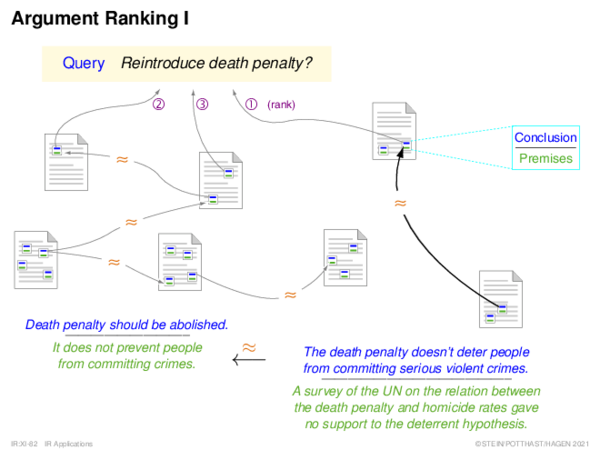 Argument Ranking I
Query Reintroduce death penalty?
② ③ ① (rank)
Conclusion
Premises
≈
≈
≈
≈
≈
Death penalty should be abolished.
It does not prevent people
from committing crimes.
≈
The death penalty doesn't deter people
from committing serious violent crimes.
A survey of the UN on the relation between
the death penalty and homicide rates gave
no support to the deterrent hypothesis.
IR:XI-62 IR Applications ©STEIN/POTTHAST/HAGEN 2021